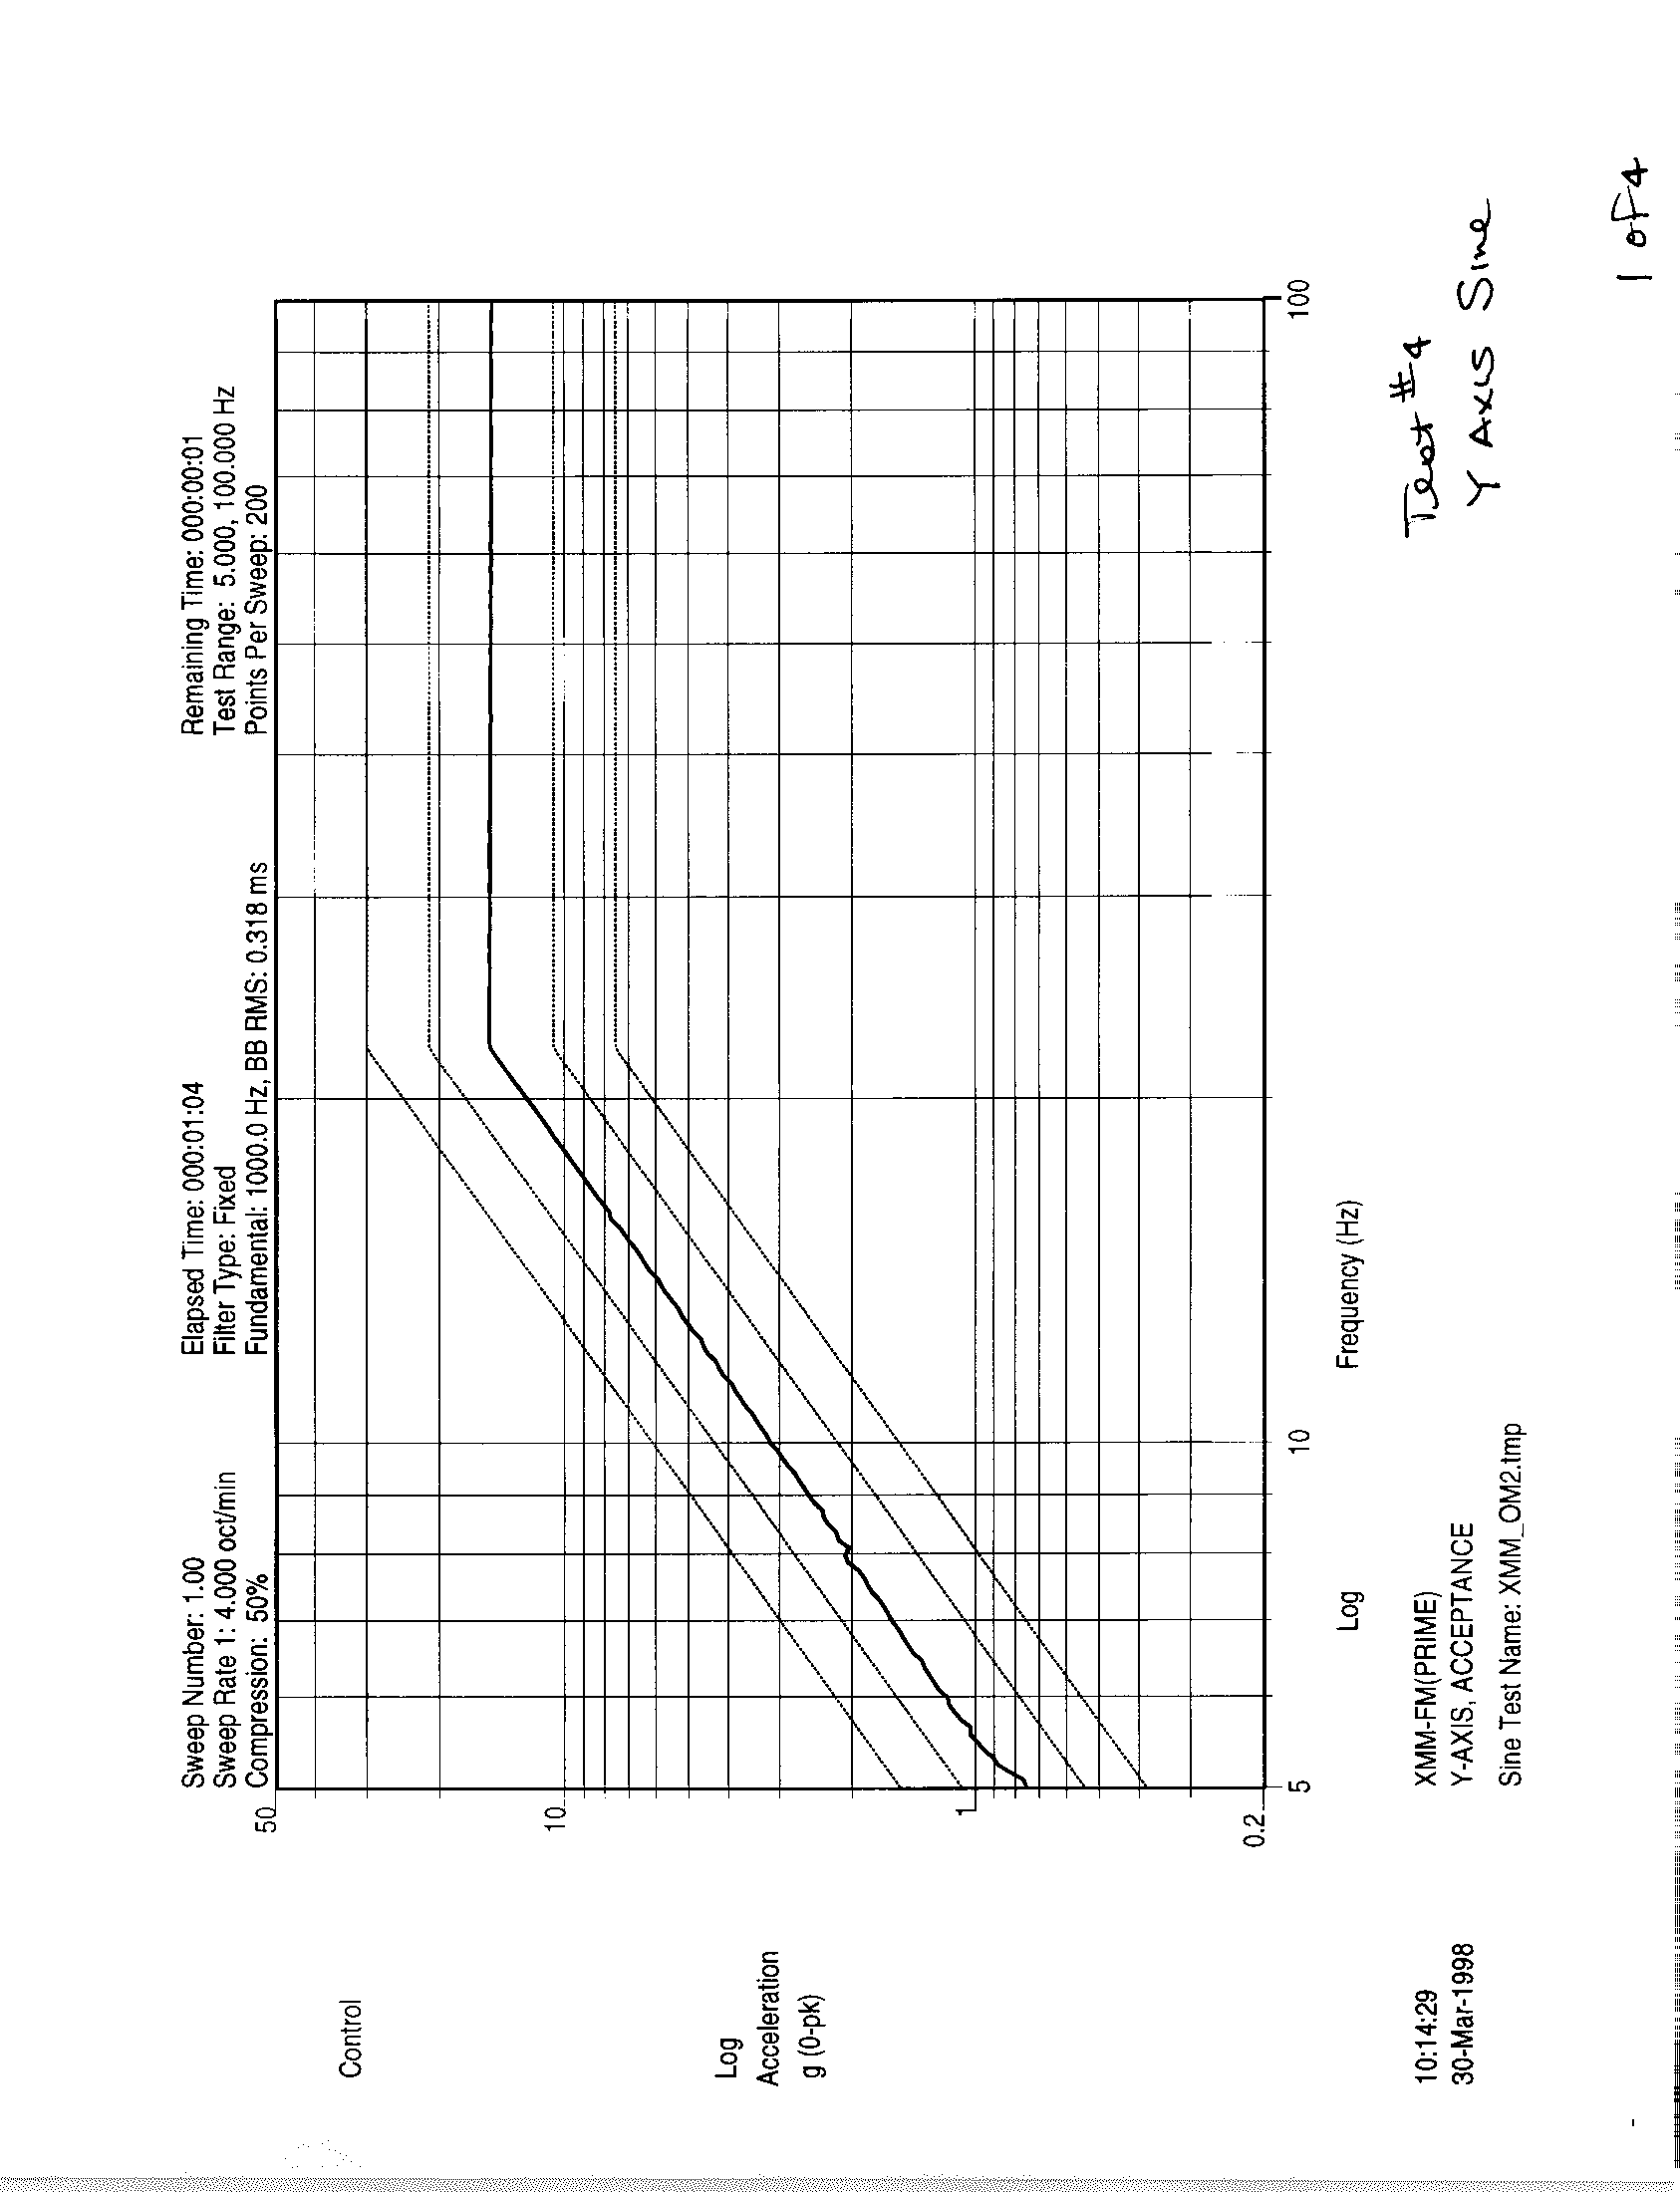 Sweep Number: 1.00
Elapsed Time: 000:01:04
Remaining Time: 000:00:01
Sweep Rate 1: 4.000 oct/min
Filter Type: Fixed
Test Range: 5.000, 100.000 Hz
Compression: 50%
Fundamental: 1000.0 Hz, BB RMS: 0.318 ms
Points Per Sweep: 200
Control
50
10
1
0.2
Log
Acceleration
g (0-pk)
5
10
100
Log
Frequency (Hz)
10:14:29
30-Mar-1998
XMM-FM(PRIME)
Y-AXIS, ACCEPTANCE
Sine Test Name: XMM_OM2.tmp
Test #4
Y AXIS Sine
1 of 4